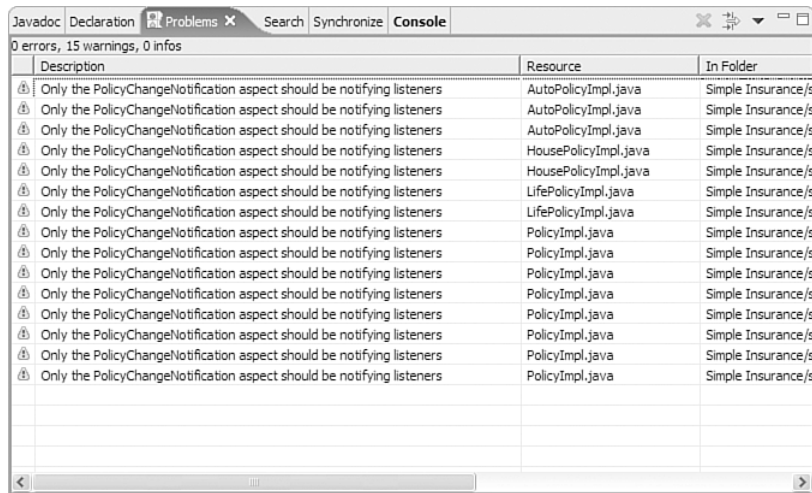 Javadoc Declaration Problems Search Synchronize Console
0 errors, 15 warnings, 0 infos
Description Resource In Folder
Only the PolicyChangeNotification aspect should be notifying listeners AutoPolicyImpl.java Simple Insurance/s
Only the PolicyChangeNotification aspect should be notifying listeners AutoPolicyImpl.java Simple Insurance/s
Only the PolicyChangeNotification aspect should be notifying listeners AutoPolicyImpl.java Simple Insurance/s
Only the PolicyChangeNotification aspect should be notifying listeners HousePolicyImpl.java Simple Insurance/s
Only the PolicyChangeNotification aspect should be notifying listeners HousePolicyImpl.java Simple Insurance/s
Only the PolicyChangeNotification aspect should be notifying listeners LifePolicyImpl.java Simple Insurance/s
Only the PolicyChangeNotification aspect should be notifying listeners LifePolicyImpl.java Simple Insurance/s
Only the PolicyChangeNotification aspect should be notifying listeners PolicyImpl.java Simple Insurance/s
Only the PolicyChangeNotification aspect should be notifying listeners PolicyImpl.java Simple Insurance/s
Only the PolicyChangeNotification aspect should be notifying listeners PolicyImpl.java Simple Insurance/s
Only the PolicyChangeNotification aspect should be notifying listeners PolicyImpl.java Simple Insurance/s
Only the PolicyChangeNotification aspect should be notifying listeners PolicyImpl.java Simple Insurance/s
Only the PolicyChangeNotification aspect should be notifying listeners PolicyImpl.java Simple Insurance/s
Only the PolicyChangeNotification aspect should be notifying listeners PolicyImpl.java Simple Insurance/s
Only the PolicyChangeNotification aspect should be notifying listeners PolicyImpl.java Simple Insurance/s